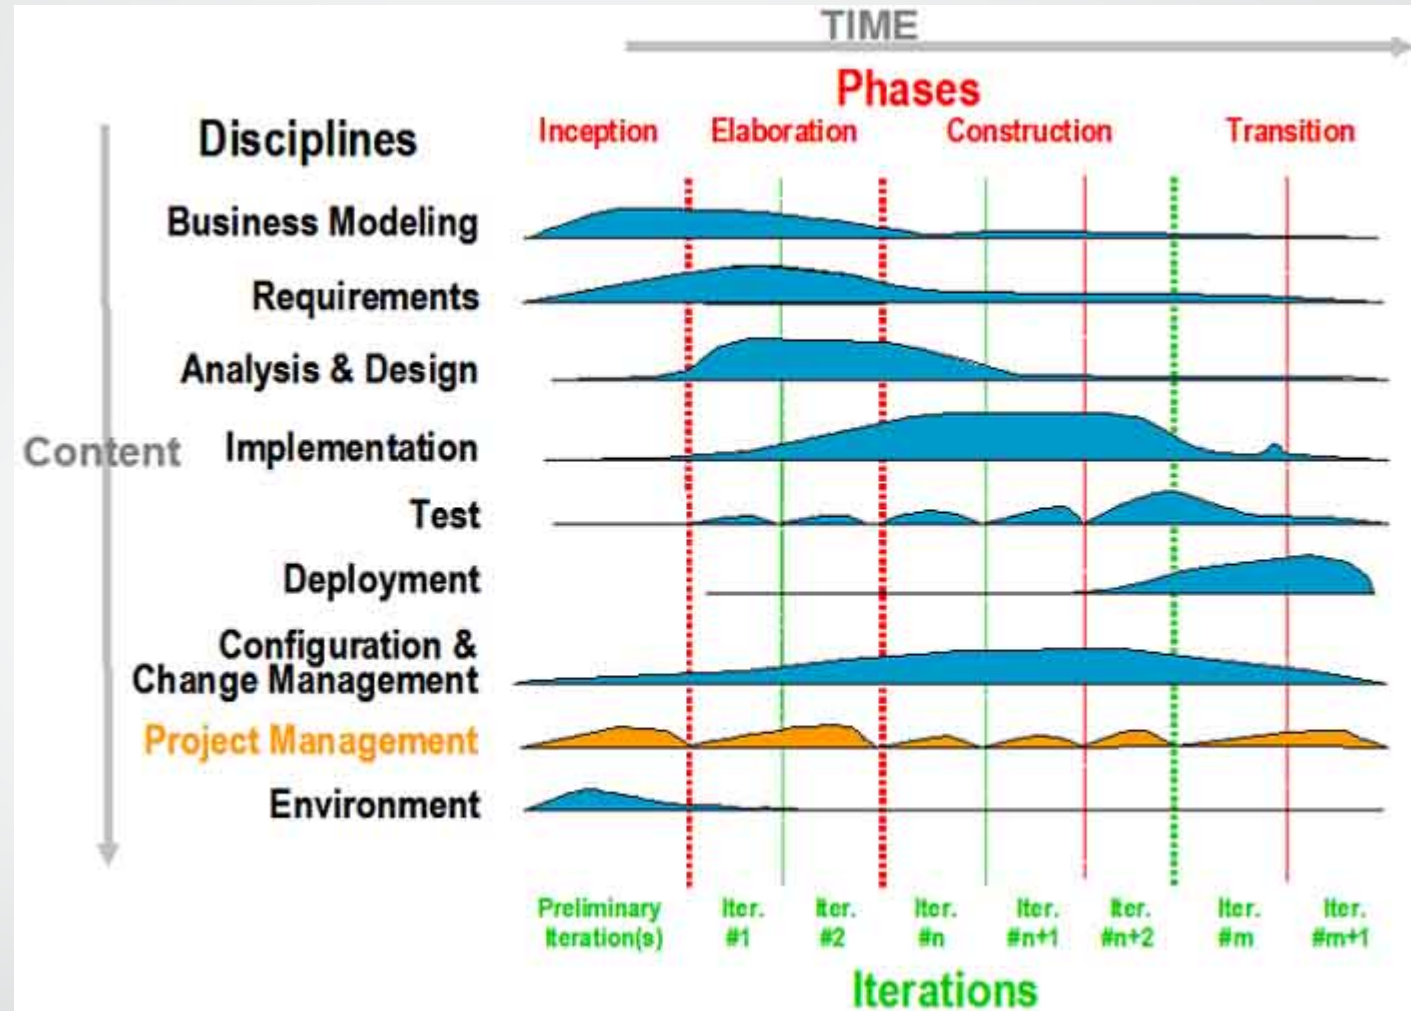 TIME
Phases
Disciplines
Inception
Elaboration
Construction
Transition
Business Modeling
Requirements
Analysis & Design
Content
Implementation
Test
Deployment
Configuration &
Change Management
Project Management
Environment
Preliminary
Iteration(s)
Iter.
#1
Iter.
#2
Iter.
#n
Iter.
#n+1
Iter.
#n+2
Iter.
#m
Iter.
#m+1
Iterations